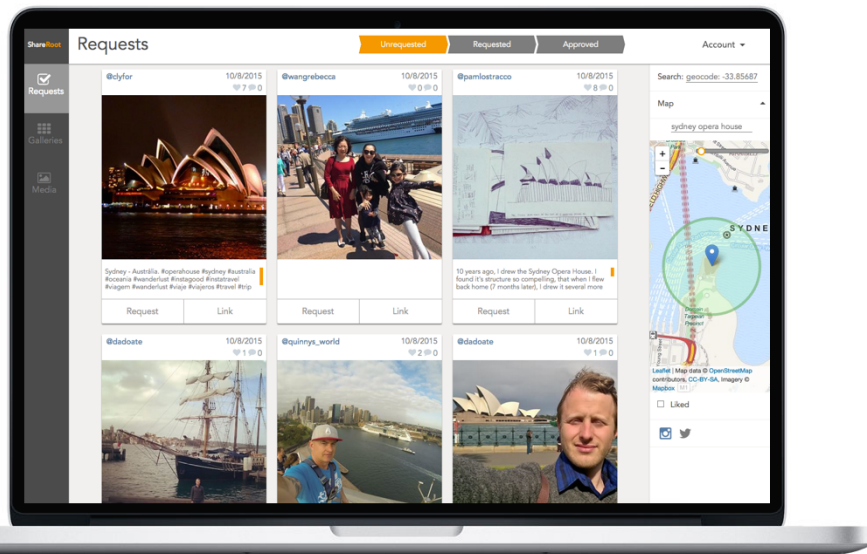 ShareRoot
Requests
Unrequested
Requested
Approved
Account
Requests
Galleries
Media
@clyfor
10/8/2015
7 0
@wangrebecca
10/8/2015
0 0
@pamlostracco
10/8/2015
8 0
Sydney - Austrália. #operahouse #sydney #australia
#oceania #wanderlust #instagood #instatravel
#viagem #wanderlust #viaje #viajeros #travel #trip
10 years ago, I drew the Sydney Opera House. I
found it's structure so compelling, that when I flew
back home (7 months later), I drew it several more
Request
Link
Request
Link
Request
Link
@dadoate
10/8/2015
1 0
@quinnys_world
10/8/2015
2 0
@dadoate
10/8/2015
1 0
Search: geocode: -33.85687
Map
sydney opera house
+
-
SYDNE
Leaflet | Map data © OpenStreetMap
contributors, CC-BY-SA, Imagery ©
Mapbox
Liked